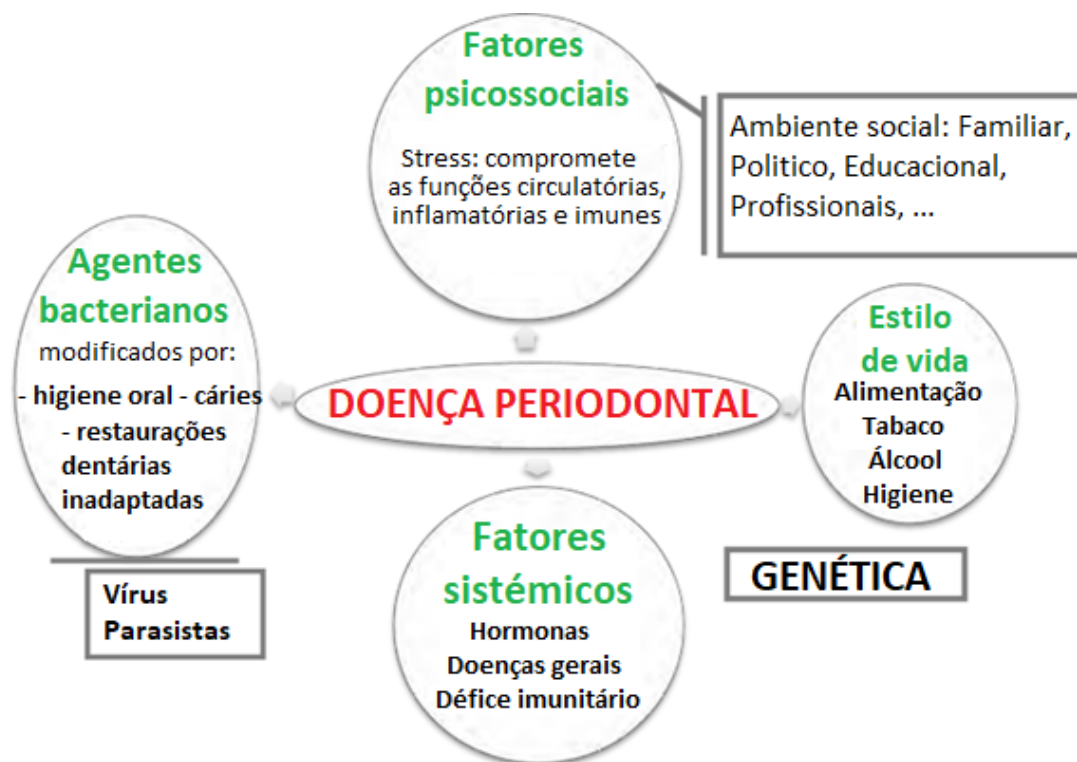 Fatores
psicossociais
Stress: compromete
as funções circulatórias,
inflamatórias e imunes
Ambiente social: Familiar,
Politico, Educacional,
Profissionais, ...
Agentes
bacterianos
modificados por:
- higiene oral - cáries
- restaurações
dentárias
inadaptadas
Vírus
Parasistas
DOENÇA PERIODONTAL
Estilo
de vida
Alimentação
Tabaco
Álcool
Higiene
Fatores
sistémicos
Hormonas
Doenças gerais
Défice imunitário
GENÉTICA